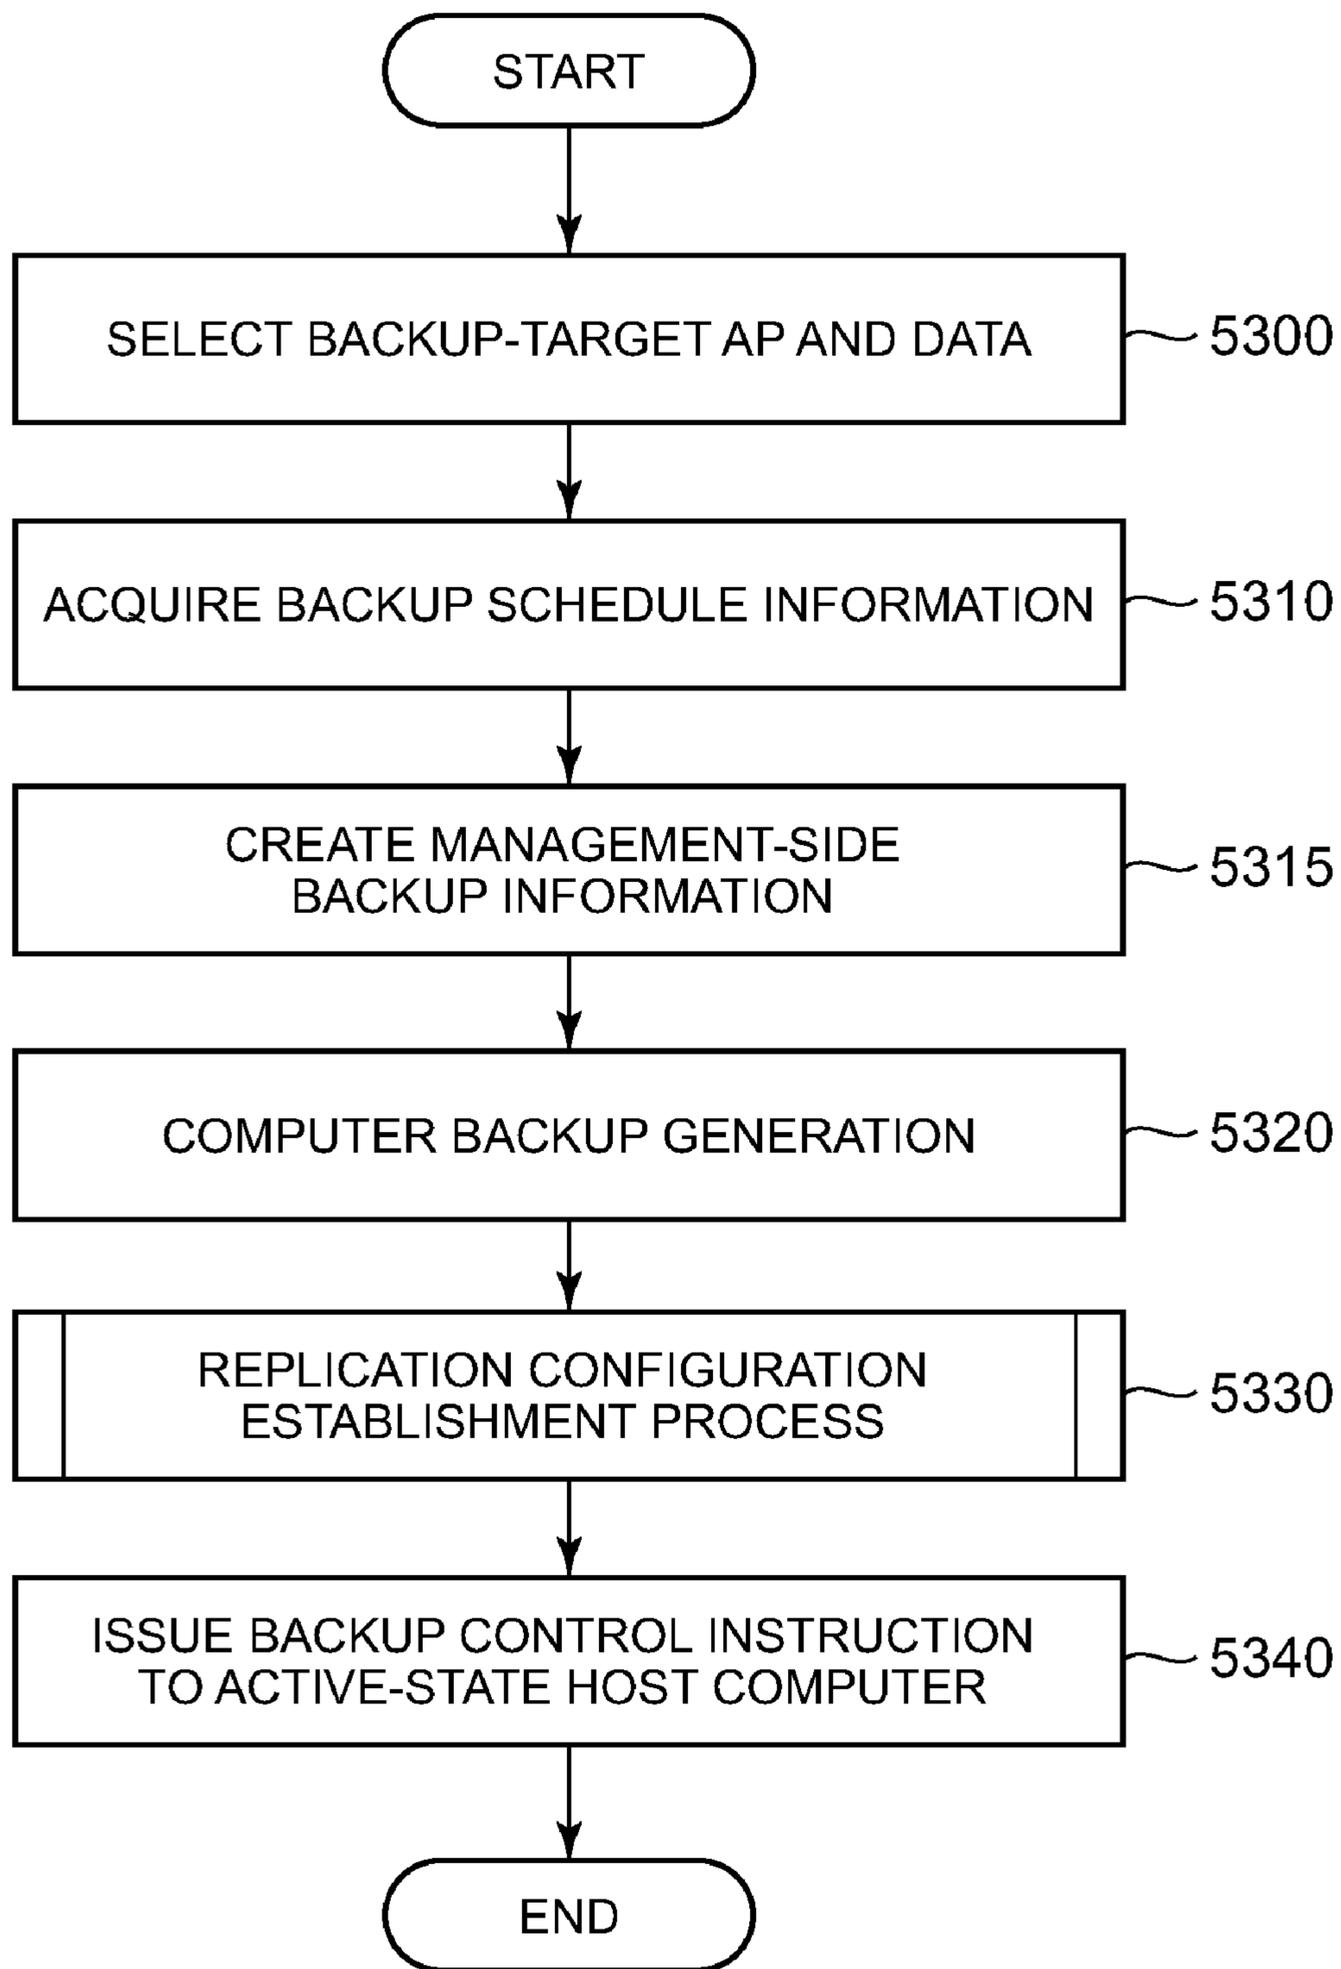 START
SELECT BACKUP-TARGET AP AND DATA
5300
ACQUIRE BACKUP SCHEDULE INFORMATION
5310
CREATE MANAGEMENT-SIDE
BACKUP INFORMATION
5315
COMPUTER BACKUP GENERATION
5320
REPLICATION CONFIGURATION
ESTABLISHMENT PROCESS
5330
ISSUE BACKUP CONTROL INSTRUCTION
TO ACTIVE-STATE HOST COMPUTER
5340
END